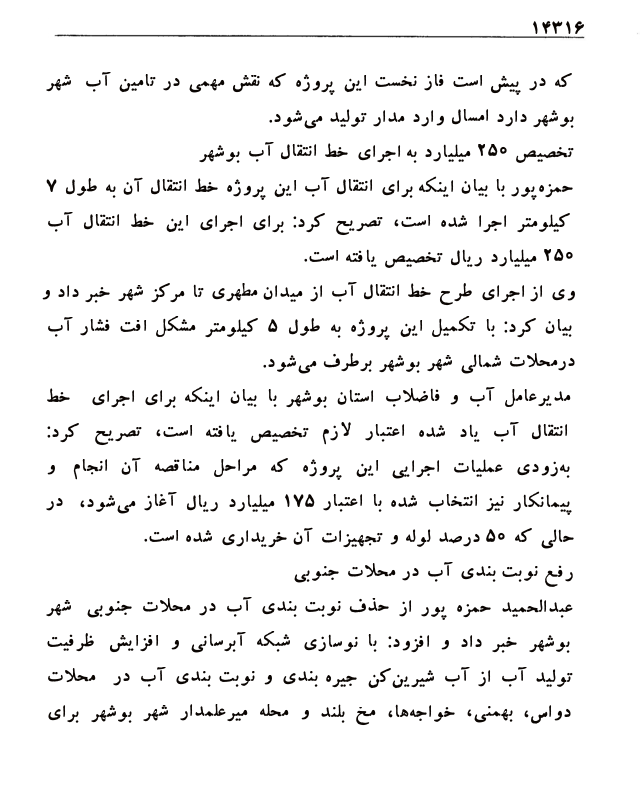 ۱۴۳۱۶
که در پیش است فاز نخست این پروژه که نقش مهمی در تامین آب شهر
بوشهر دارد امسال وارد مدار تولید می‌شود.
تخصیص ۲۵۰ میلیارد به اجرای خط انتقال آب بوشهر
حمزه‌پور با بیان اینکه برای انتقال آب این پروژه خط انتقال آن به طول ۷
کیلومتر اجرا شده است، تصریح کرد: برای اجرای این خط انتقال آب
۲۵۰ میلیارد ریال تخصیص یافته است.
وی از اجرای طرح خط انتقال آب از میدان مطهری تا مرکز شهر خبر داد و
بیان کرد: با تکمیل این پروژه به طول ۵ کیلومتر مشکل افت فشار آب
درمحلات شمالی شهر بوشهر برطرف می‌شود.
مدیرعامل آب و فاضلاب استان بوشهر با بیان اینکه برای اجرای خط
انتقال آب یاد شده اعتبار لازم تخصیص یافته است، تصریح کرد:
به‌زودی عملیات اجرایی این پروژه که مراحل مناقصه آن انجام و
پیمانکار نیز انتخاب شده با اعتبار ۱۷۵ میلیارد ریال آغاز می‌شود، در
حالی که ۵۰ درصد لوله و تجهیزات آن خریداری شده است.
رفع نوبت بندی آب در محلات جنوبی
عبدالحمید حمزه پور از حذف نوبت بندی آب در محلات جنوبی شهر
بوشهر خبر داد و افزود: با نوسازی شبکه آبرسانی و افزایش ظرفیت
تولید آب از آب شیرین‌کن جیره بندی و نوبت بندی آب در محلات
دواس، بهمنی، خواجه‌ها، مخ بلند و محله میرعلمدار شهر بوشهر برای